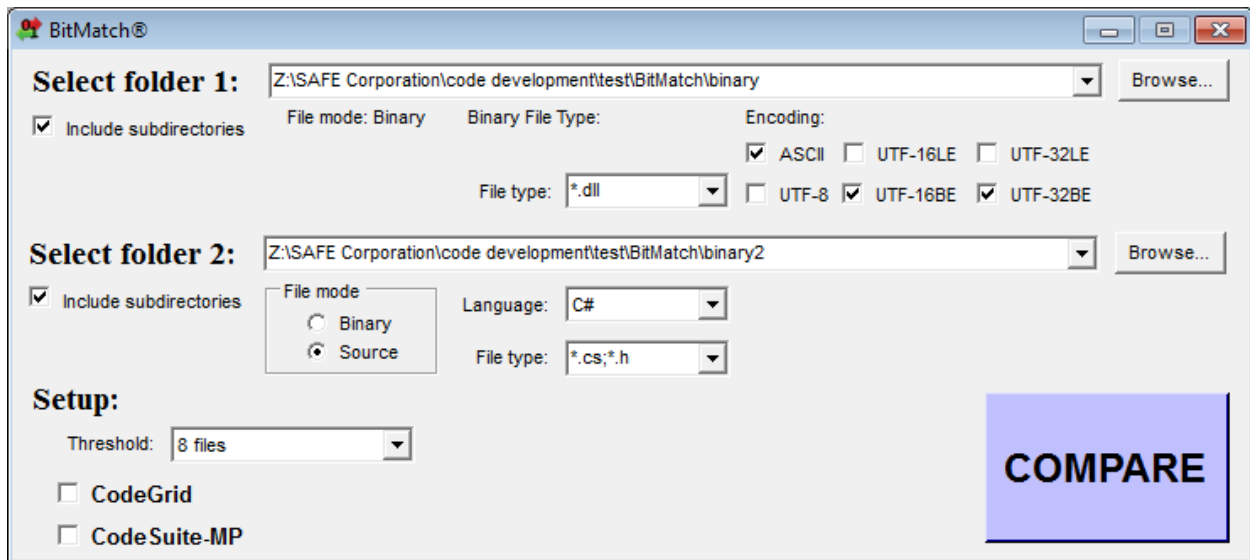 BitMatch®
Select folder 1: Z:\SAFE Corporation\code development\test\BitMatch\binary Browse...
Include subdirectories File mode: Binary Binary File Type: Encoding:
ASCII UTF-16LE UTF-32LE
File type: *.dll UTF-8 UTF-16BE UTF-32BE
Select folder 2: Z:\SAFE Corporation\code development\test\BitMatch\binary2 Browse...
Include subdirectories File mode Language: C#
Binary
Source File type: *.cs;*.h
Setup:
Threshold: 8 files
COMPARE
CodeGrid
CodeSuite-MP